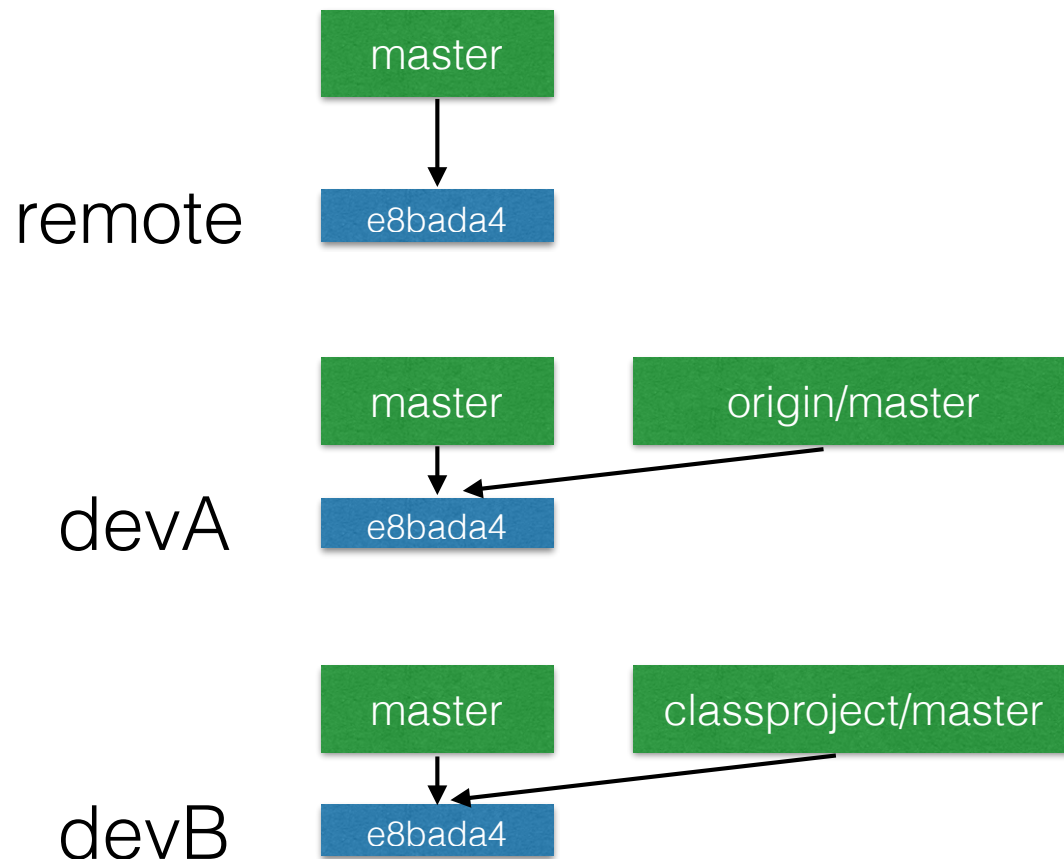 master
remote
e8bada4
master
origin/master
devA
e8bada4
master
classproject/master
devB
e8bada4